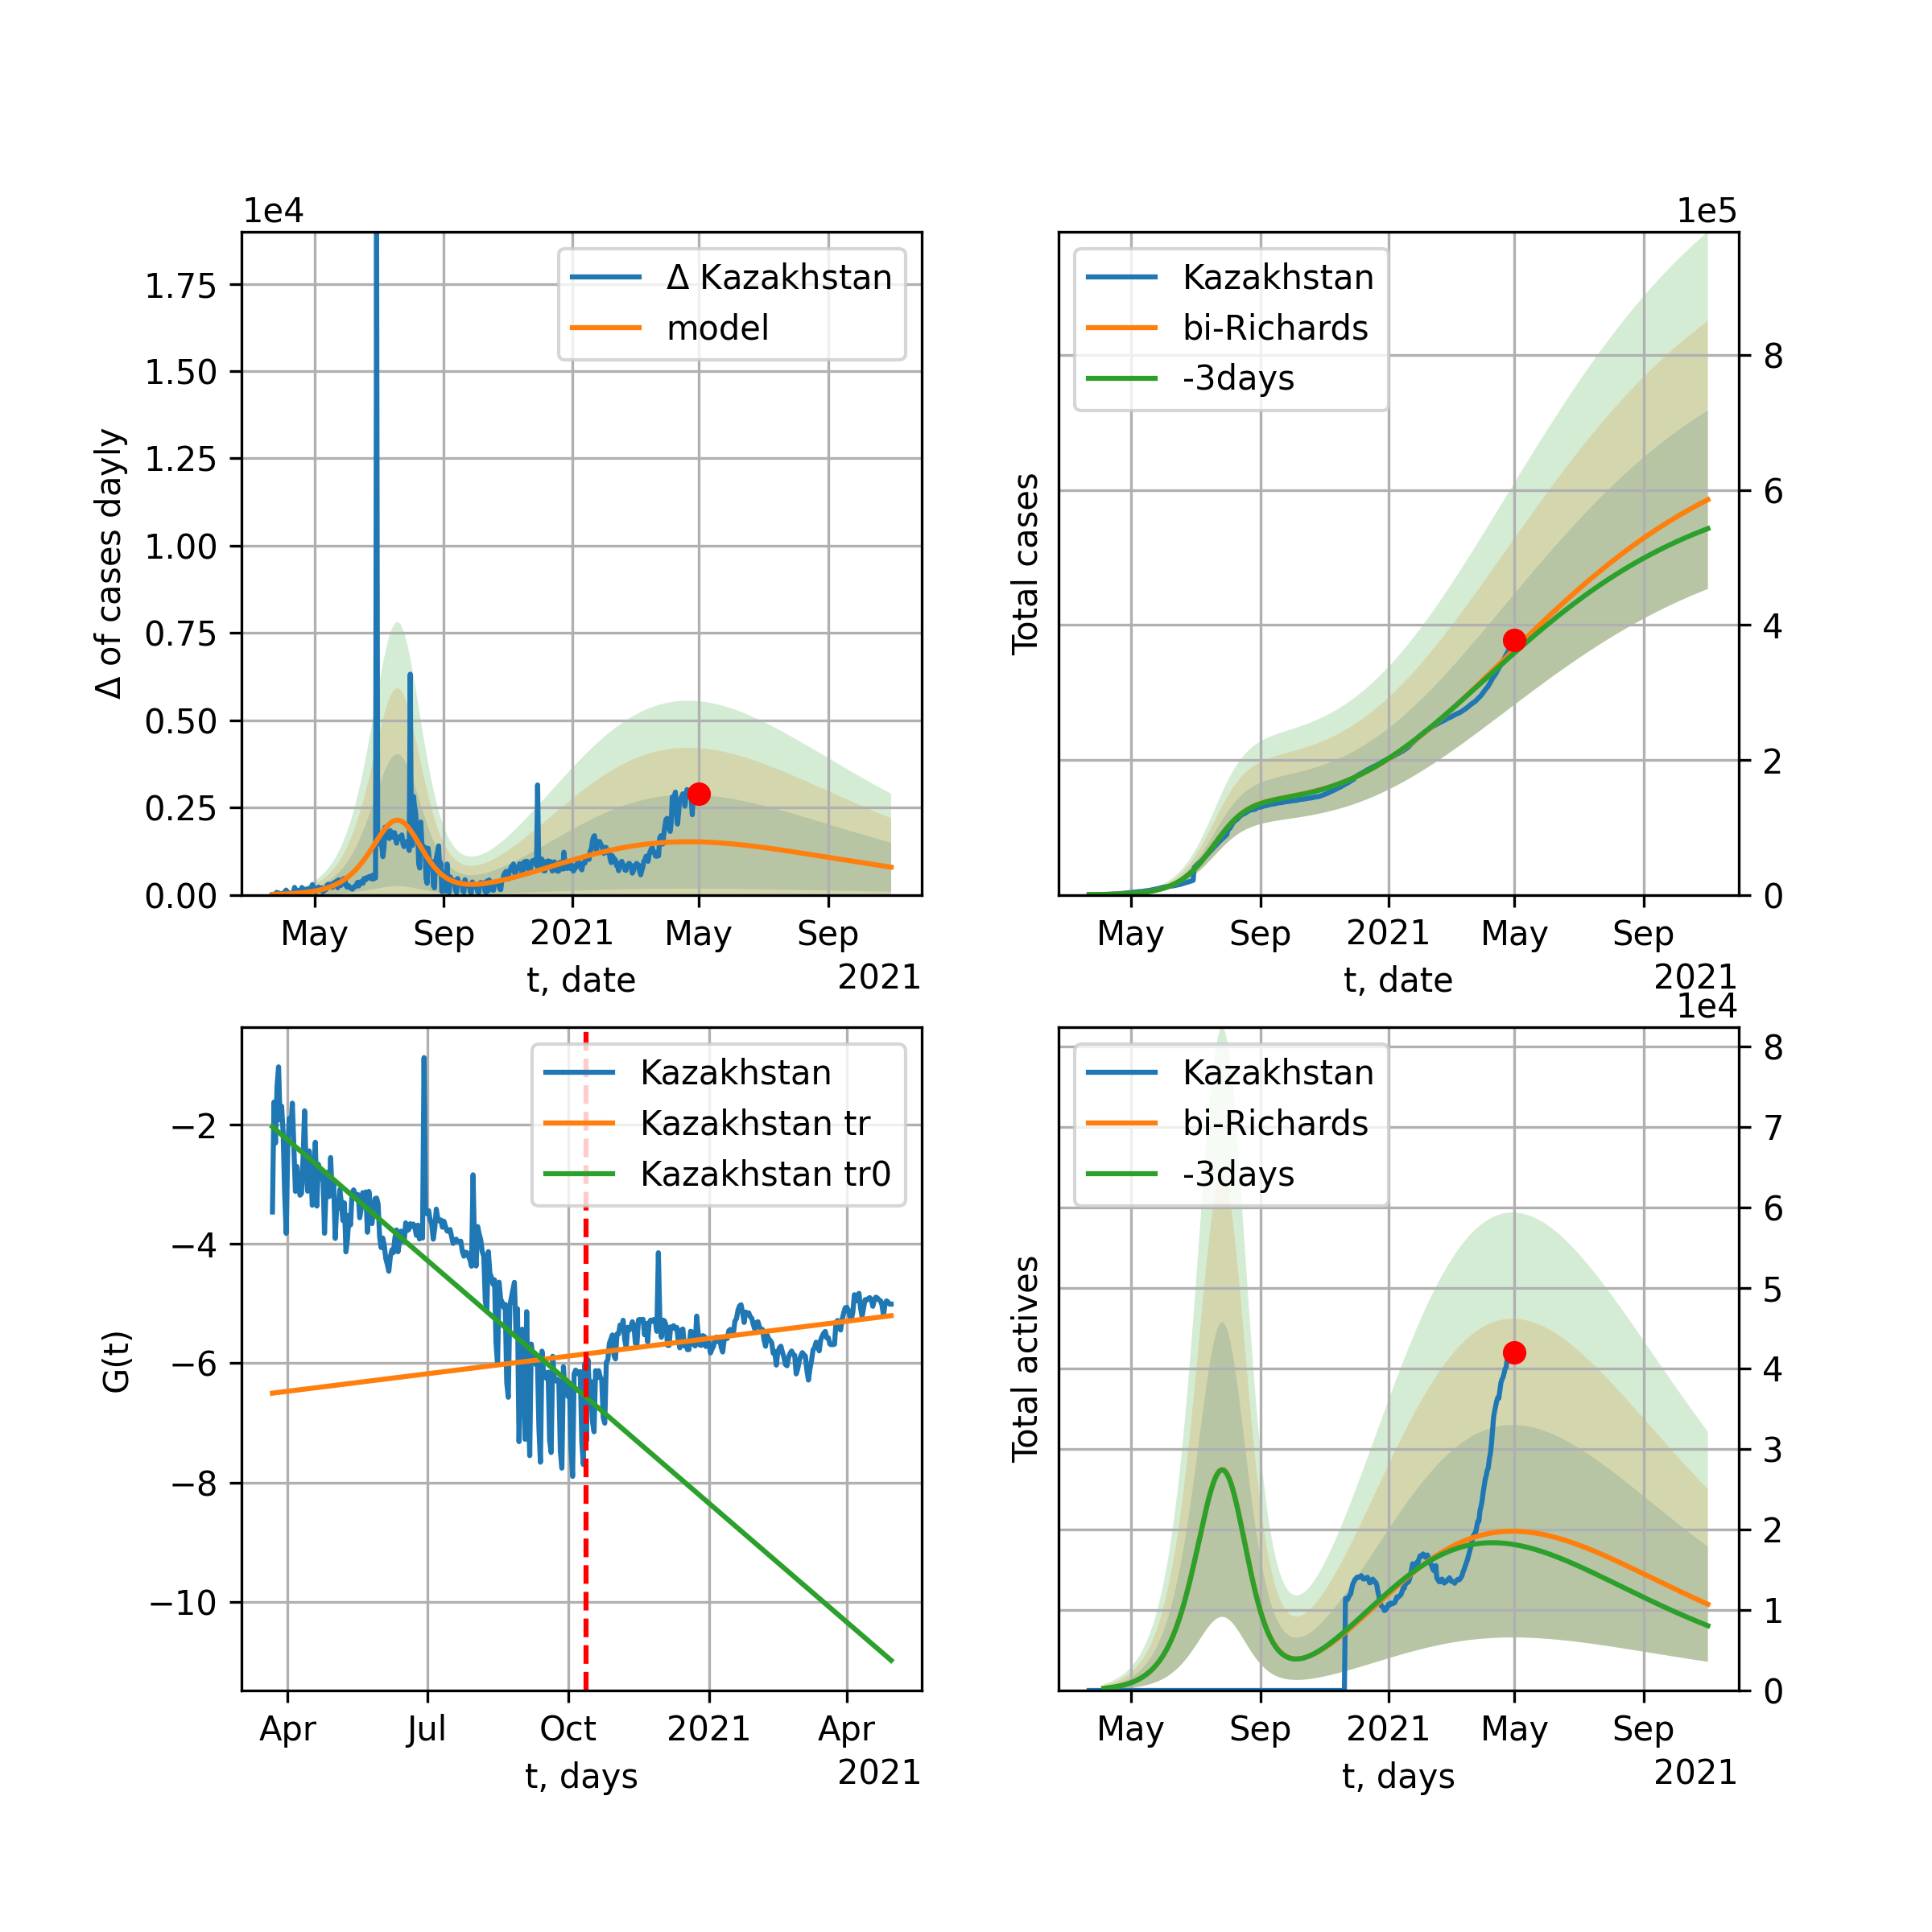 1e4
Δ of cases dayly
1.75
1.50
1.25
1.00
0.75
0.50
0.25
0.00
Δ Kazakhstan
model
May Sep 2021 May Sep
t, date
2021
1e5
Total cases
Kazakhstan
bi-Richards
-3days
8
6
4
2
0
May Sep 2021 May Sep
t, date
2021
G(t)
−2
−4
−6
−8
−10
Kazakhstan
Kazakhstan tr
Kazakhstan tr0
Apr Jul Oct 2021 Apr
t, days
2021
1e4
Total actives
Kazakhstan
bi-Richards
-3days
8
7
6
5
4
3
2
1
0
May Sep 2021 May Sep
t, days
2021